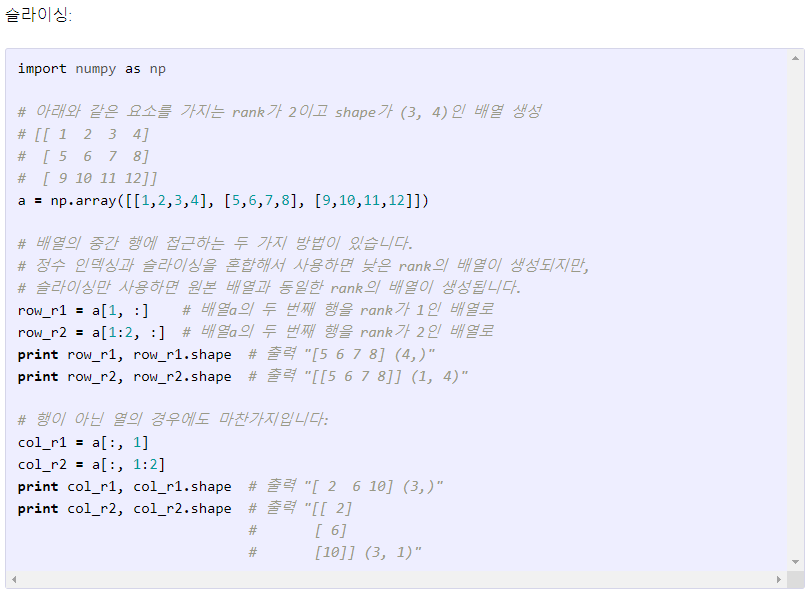 슬라이싱:
import numpy as np
# 아래와 같은 요소를 가지는 rank가 2이고 shape가 (3, 4)인 배열 생성
# [[ 1  2  3  4]
#  [ 5  6  7  8]
#  [ 9 10 11 12]]
a = np.array([[1,2,3,4], [5,6,7,8], [9,10,11,12]])
# 배열의 중간 행에 접근하는 두 가지 방법이 있습니다.
# 정수 인덱싱과 슬라이싱을 혼합해서 사용하면 낮은 rank의 배열이 생성되지만,
# 슬라이싱만 사용하면 원본 배열과 동일한 rank의 배열이 생성됩니다.
row_r1 = a[1, :]    # 배열a의 두 번째 행을 rank가 1인 배열로
row_r2 = a[1:2, :]  # 배열a의 두 번째 행을 rank가 2인 배열로
print row_r1, row_r1.shape  # 출력 "[5 6 7 8] (4,)"
print row_r2, row_r2.shape  # 출력 "[[5 6 7 8]] (1, 4)"
# 행이 아닌 열의 경우에도 마찬가지입니다:
col_r1 = a[:, 1]
col_r2 = a[:, 1:2]
print col_r1, col_r1.shape  # 출력 "[ 2  6 10] (3,)"
print col_r2, col_r2.shape  # 출력 "[[ 2]
                            #       [ 6]
                            #       [10]] (3, 1)"